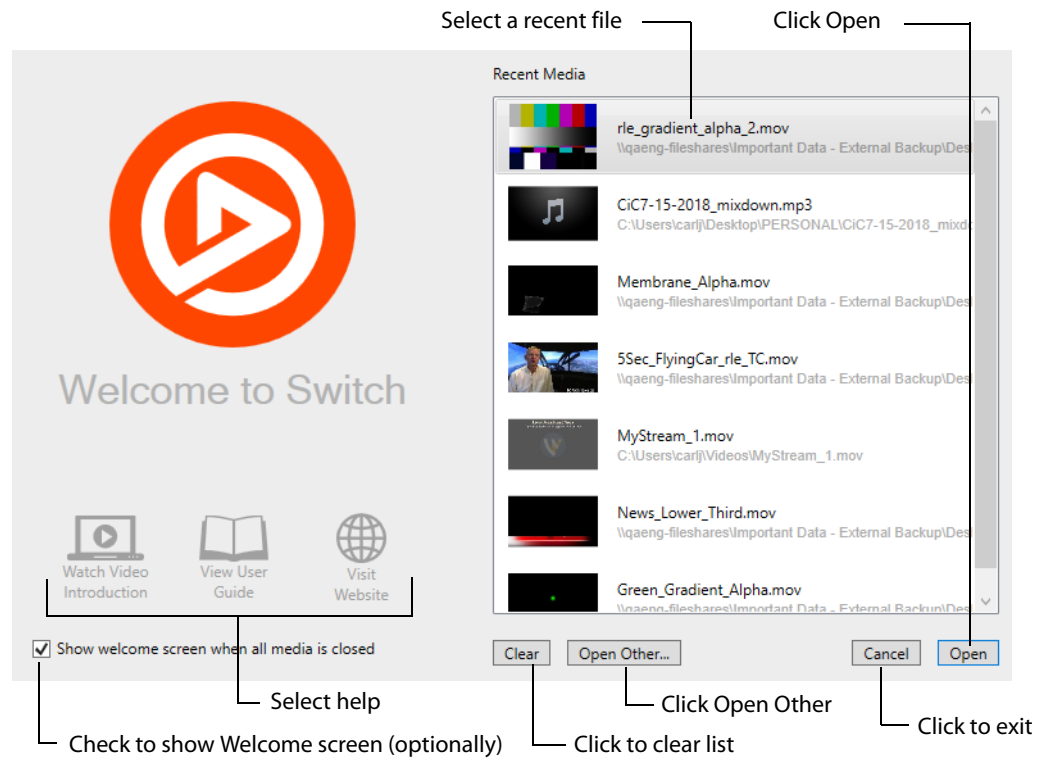 Select a recent file
Click Open
Recent Media
rle_gradient_alpha_2.mov
\\qaeng-fileshares\Important Data - External Backup\Des
CiC7-15-2018_mixdown.mp3
C:\Users\carlj\Desktop\PERSONAL\CiC7-15-2018_mixdo
Membrane_Alpha.mov
\\qaeng-fileshares\Important Data - External Backup\Des
5Sec_FlyingCar_rle_TC.mov
\\qaeng-fileshares\Important Data - External Backup\Des
MyStream_1.mov
C:\Users\carlj\Videos\MyStream_1.mov
News_Lower_Third.mov
\\qaeng-fileshares\Important Data - External Backup\Des
Green_Gradient_Alpha.mov
\\qaeng-fileshares\Important Data - External Backup\Des
Welcome to Switch
Watch Video
Introduction
View User
Guide
Visit
Website
Show welcome screen when all media is closed
Clear
Open Other...
Cancel
Open
Select help
Click Open Other
Click to exit
Check to show Welcome screen (optionally)
Click to clear list